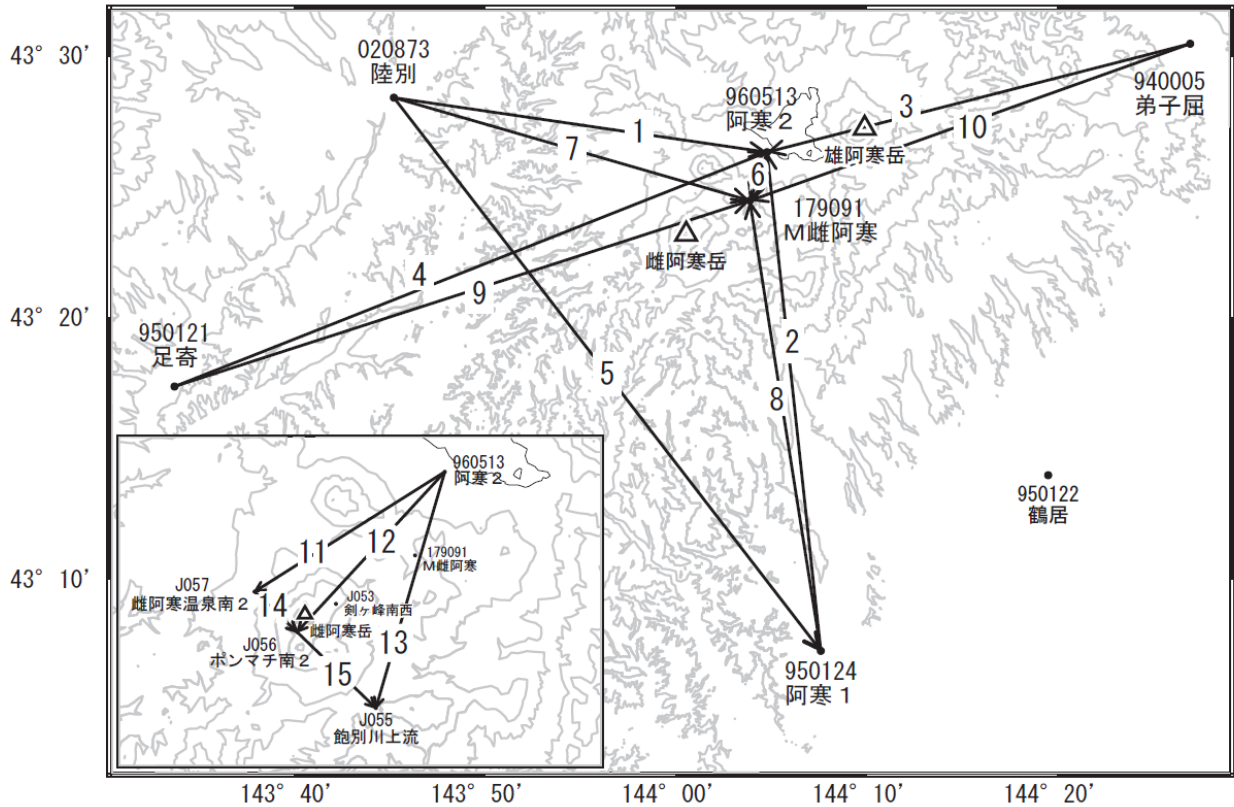 43° 30'
020873
陸別
960513
阿寒2
3
940005
弟子屈
1
10
7
雄阿寒岳
6
179091
M雌阿寒
雌阿寒岳
4
9
43° 20'
950121
足寄
2
5
8
960513
阿寒2
950122
鶴居
11
12
179091
M雌阿寒
43° 10'
J057
雌阿寒温泉南2
14
J053
剣ヶ峰南西
雌阿寒岳
13
J056
ポンマチ南2
15
950124
阿寒1
J055
飽別川上流
143° 40'
143° 50'
144° 00'
144° 10'
144° 20'